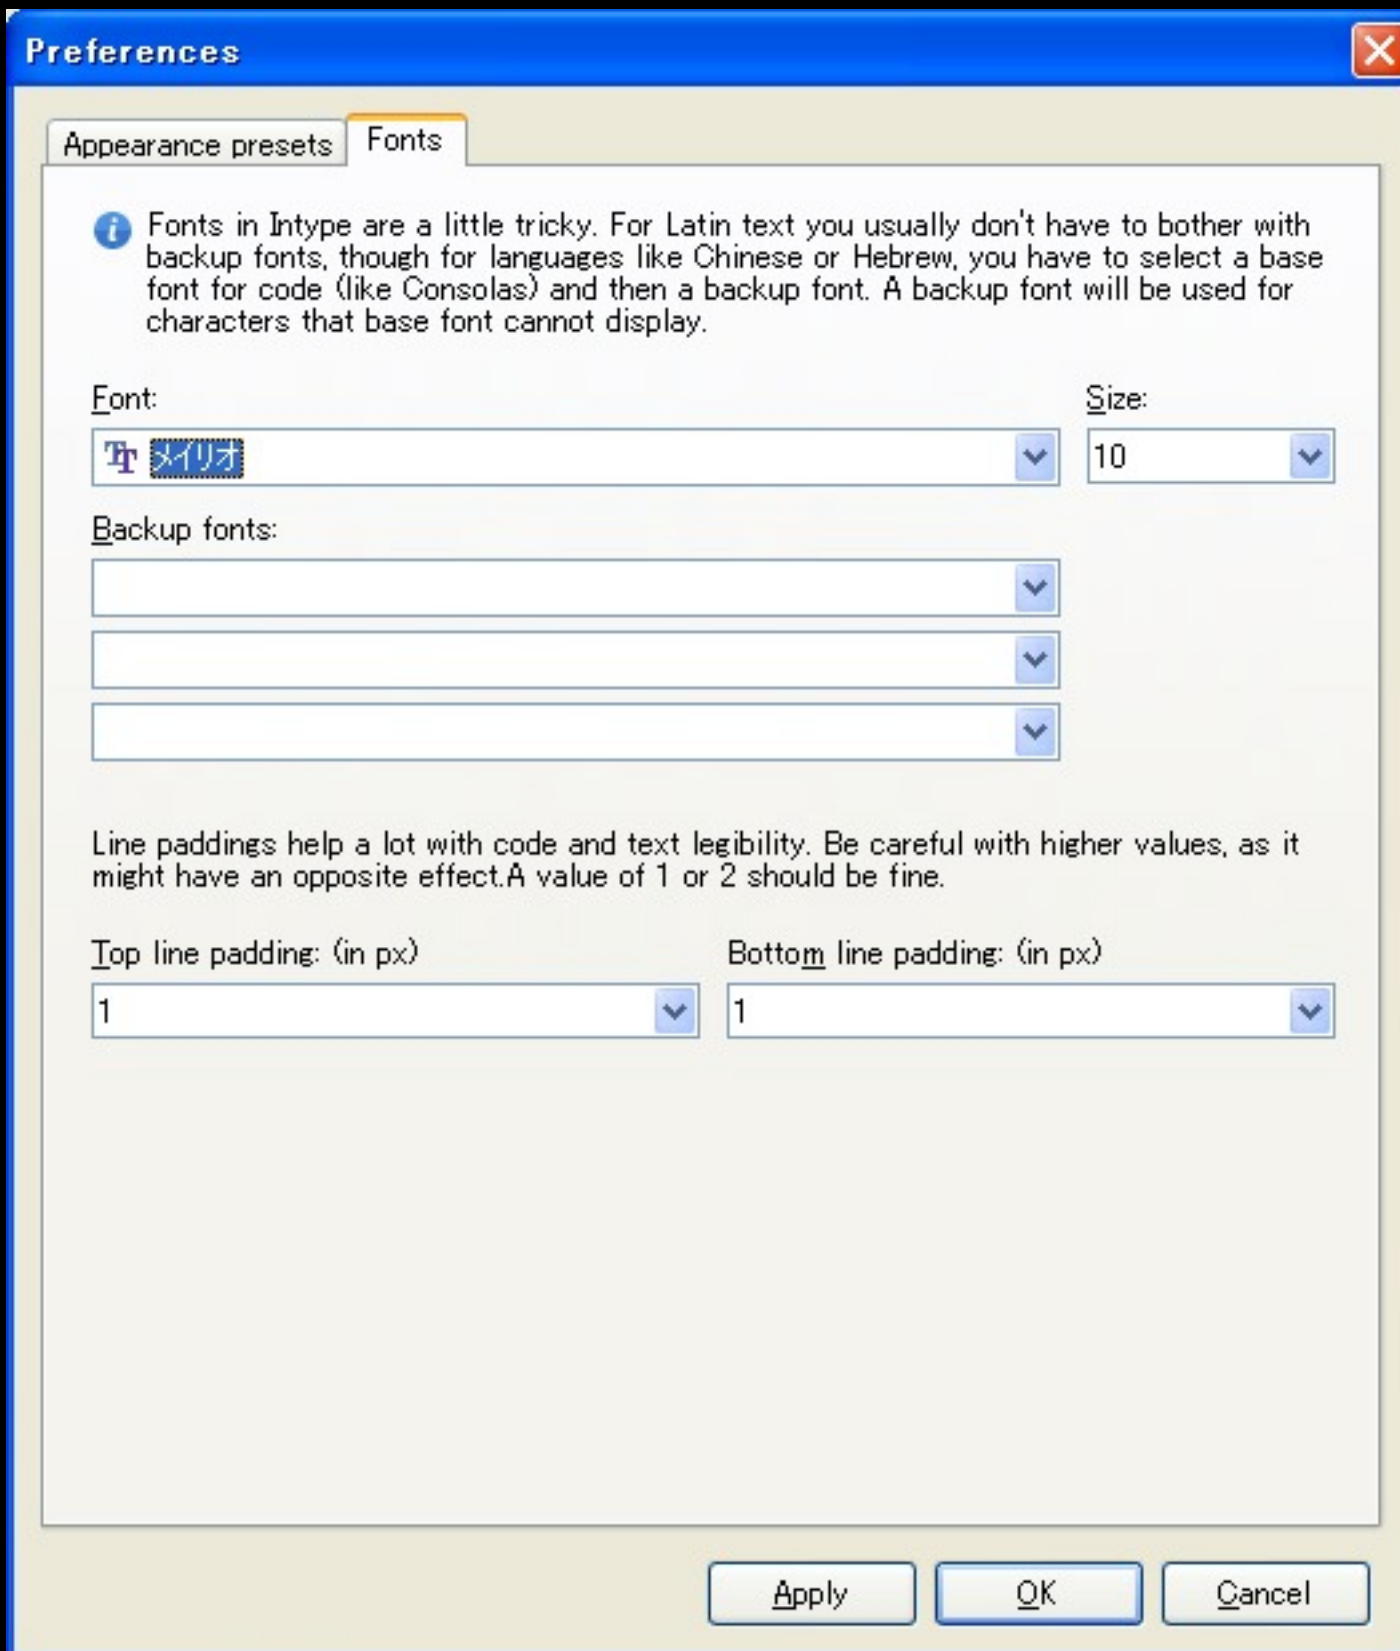 Preferences
Appearance presets
Fonts
Fonts in Intype are a little tricky. For Latin text you usually don't have to bother with
backup fonts, though for languages like Chinese or Hebrew, you have to select a base
font for code (like Consolas) and then a backup font. A backup font will be used for
characters that base font cannot display.
Font:
Size:
メイリオ
10
Backup fonts:
Line paddings help a lot with code and text legibility. Be careful with higher values, as it
might have an opposite effect.A value of 1 or 2 should be fine.
Top line padding: (in px)
Bottom line padding: (in px)
1
1
Apply
OK
Cancel